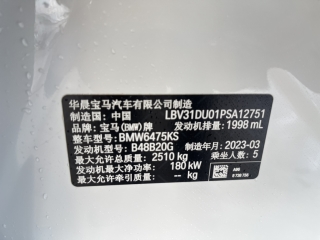 华晨宝马汽车有限公司制造
制造国:中国 LBV31DU01PSA12751
品牌:宝马(BMW)牌 发动机排量:1998 mL
整车型号:BMW6475KS
发动机型号:B48B20G 制造年月:2023-03
最大允许总质量:2510 kg 乘坐人数:5
发动机最大净功率:180 kW
最大允许牵引质量:-- kg